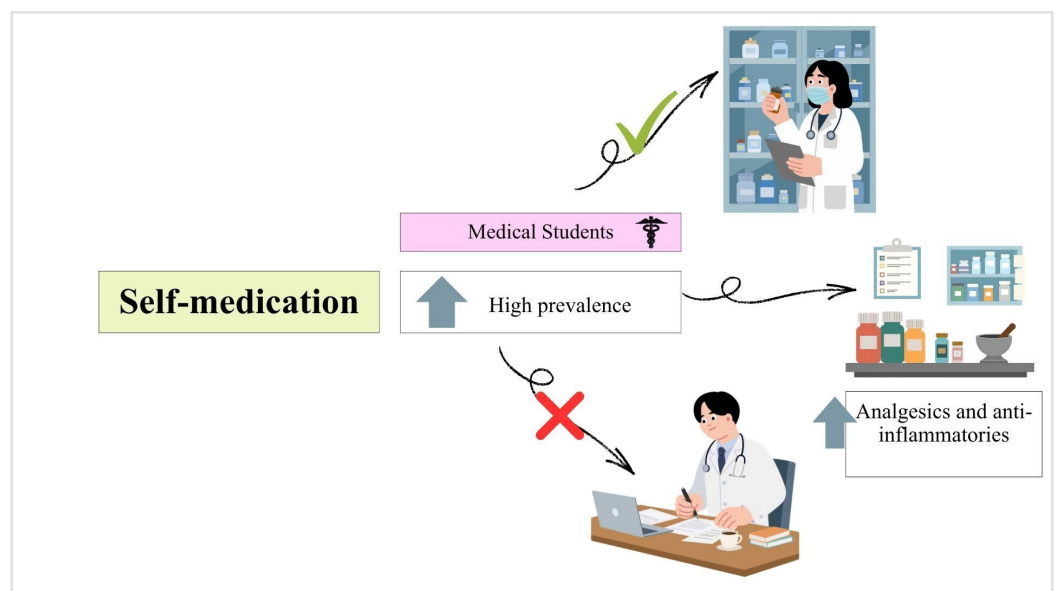 Medical Students
Self-medication
High prevalence
Analgesics and anti-
inflammatories